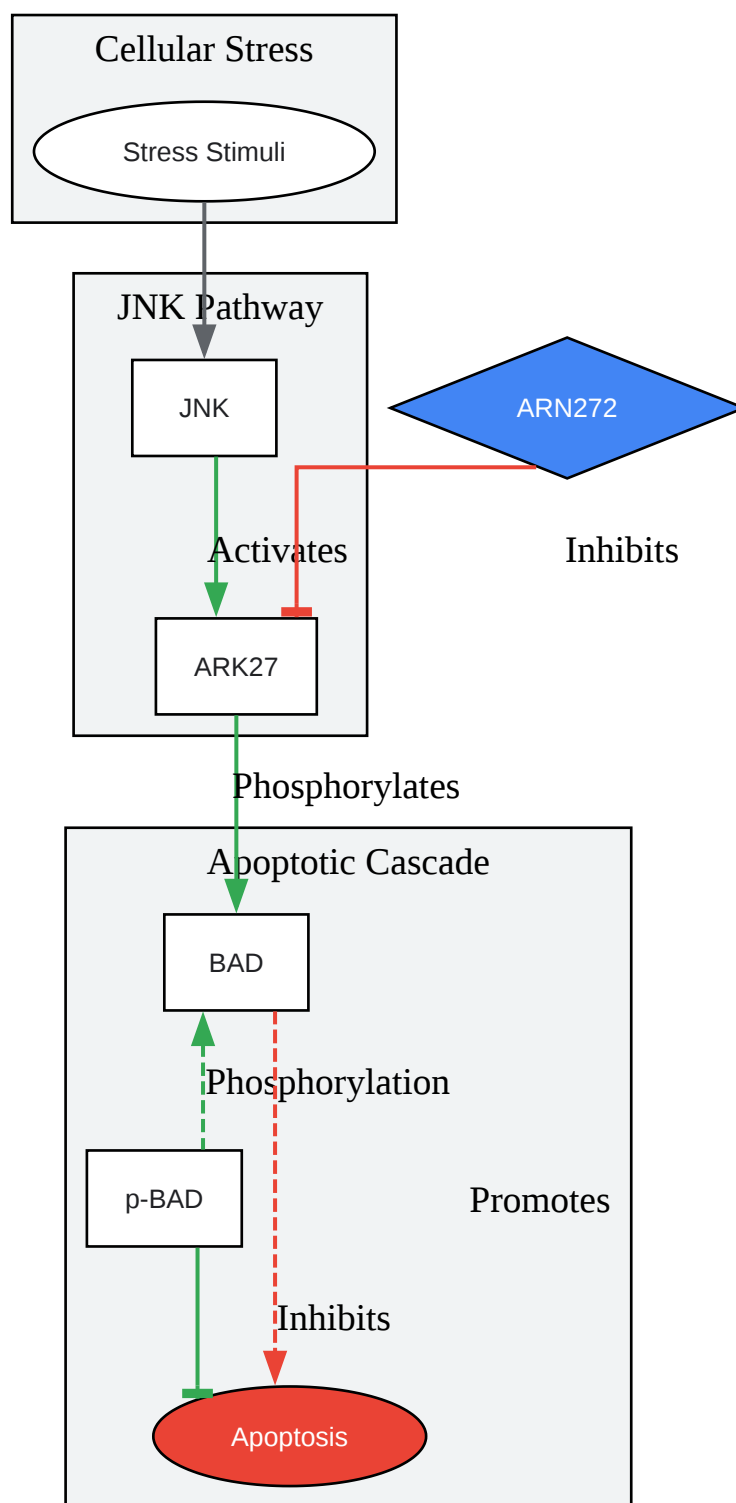 Cellular Stress
Stress Stimuli
JNK Pathway
JNK
ARN272
Activates
Inhibits
ARK27
Phosphorylates
Apoptotic Cascade
BAD
Phosphorylation
p-BAD
Promotes
Inhibits
Apoptosis